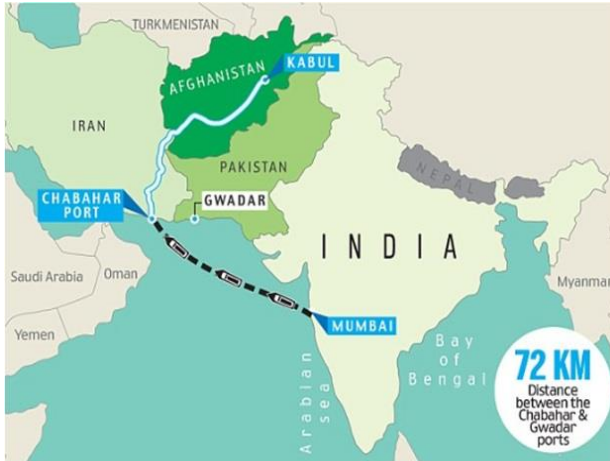 TURKMENISTAN
AFGHANISTAN
KABUL
IRAN
PAKISTAN
NEPAL
CHABAHAR
PORT
GWADAR
INDIA
Saudi Arabia
Oman
Myanmar
Yemen
MUMBAI
Arabian
sea
Bay
of
Bengal
72 KM
Distance
between the
Chabahar &
Gwadar
ports